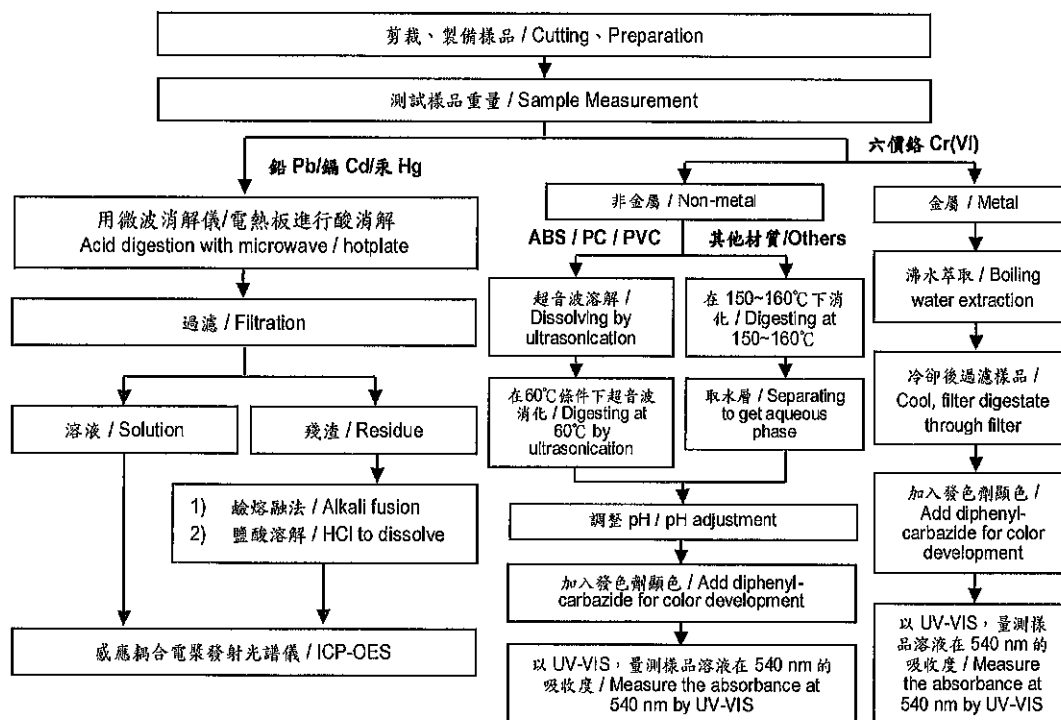 剪裁、製備樣品 / Cutting、Preparation
測試樣品重量 / Sample Measurement
鉛 Pb/鎘 Cd/汞 Hg
六價鉻 Cr(VI)
用微波消解儀/電熱板進行酸消解
Acid digestion with microwave / hotplate
過濾 / Filtration
溶液 / Solution
殘渣 / Residue
1) 鹼熔融法 / Alkali fusion
2) 鹽酸溶解 / HCl to dissolve
感應耦合電漿發射光譜儀 / ICP-OES
非金屬 / Non-metal
ABS / PC / PVC
其他材質/Others
超音波溶解 /
Dissolving by
ultrasonication
在60℃條件下超音波
消化 / Digesting at
60℃ by
ultrasonication
在 150~160℃下消
化 / Digesting at
150~160℃
取水層 / Separating
to get aqueous
phase
調整 pH / pH adjustment
加入發色劑顯色 / Add diphenyl-
carbazide for color development
以 UV-VIS，量測樣品溶液在 540 nm 的
吸收度 / Measure the absorbance at
540 nm by UV-VIS
金屬 / Metal
沸水萃取 / Boiling
water extraction
冷卻後過濾樣品 /
Cool, filter digestate
through filter
加入發色劑顯色 /
Add diphenyl-
carbazide for color
development
以 UV-VIS，量測樣
品溶液在 540 nm 的
吸收度 / Measure
the absorbance at
540 nm by UV-VIS